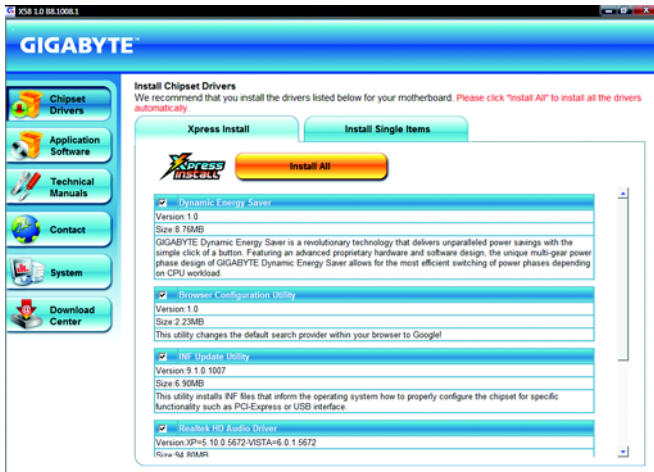 X58 1.0 B8.1008.1
GIGABYTE™
Chipset
Drivers
Application
Software
Technical
Manuals
Contact
System
Download
Center
Install Chipset Drivers
We recommend that you install the drivers listed below for your motherboard. Please click "Install All" to install all the drivers
automatically.
Xpress Install
Install Single Items
Xpress
INSTALL
Install All
Dynamic Energy Saver
Version:1.0
Size:8.76MB
GIGABYTE Dynamic Energy Saver is a revolutionary technology that delivers unparalleled power savings with the
simple click of a button. Featuring an advanced proprietary hardware and software design, the unique multi-gear power
phase design of GIGABYTE Dynamic Energy Saver allows for the most efficient switching of power phases depending
on CPU workload.
Browser Configuration Utility
Version:1.0
Size:2.23MB
This utility changes the default search provider within your browser to Google!
INF Update Utility
Version:9.1.0.1007
Size:6.90MB
This utility installs INF files that inform the operating system how to properly configure the chipset for specific
functionality such as PCI-Express or USB interface.
Realtek HD Audio Driver
Version:XP=5.10.0.5672-VISTA=6.0.1.5672
Size:94.80MB